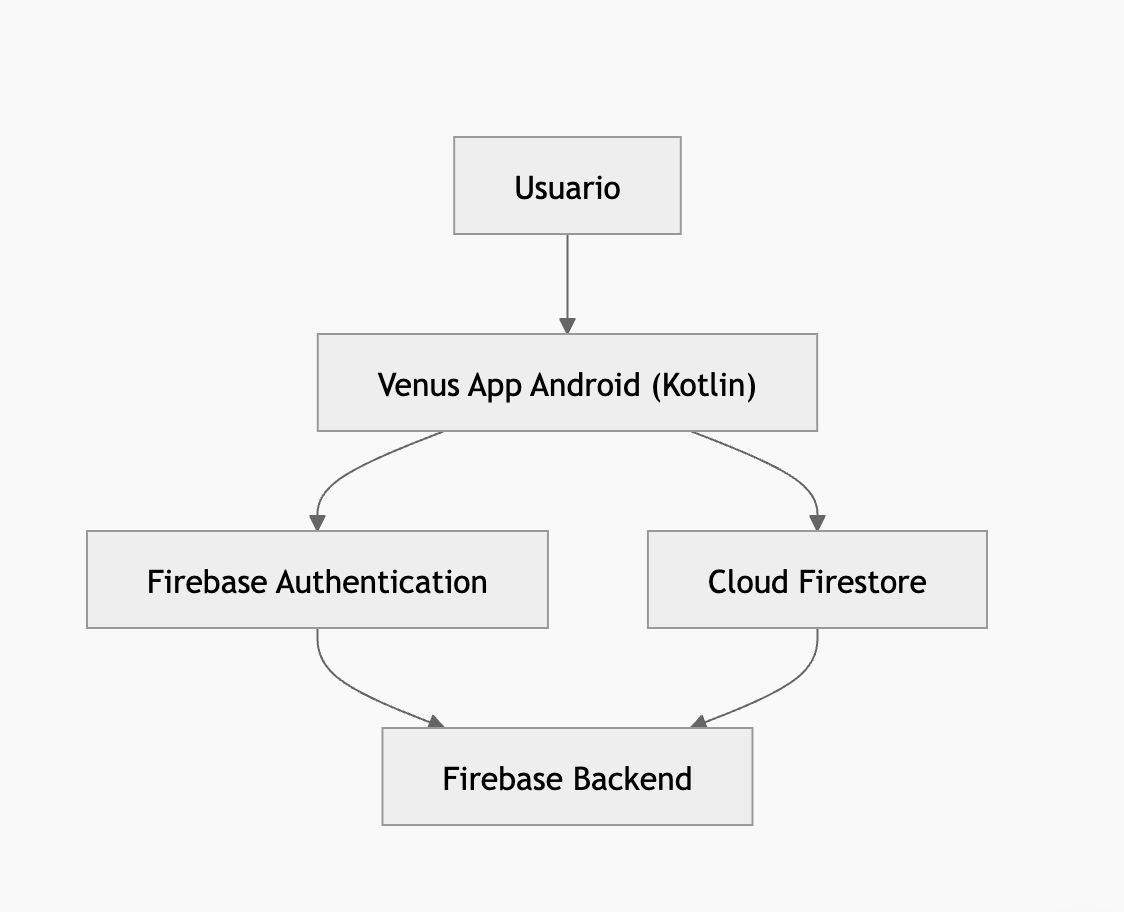 Usuario
Venus App Android (Kotlin)
Firebase Authentication
Cloud Firestore
Firebase Backend